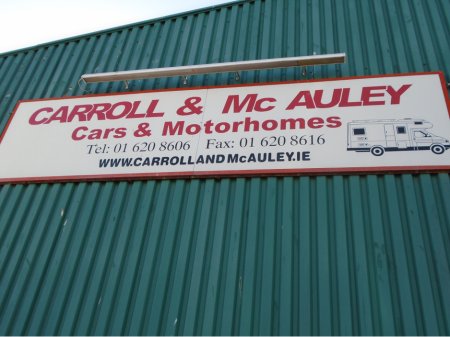 CARROLL & Mc AULEY
Cars & Motorhomes
Tel: 01 620 8606 Fax: 01 620 8616
WWW.CARROLLANDMcAULEY.IE